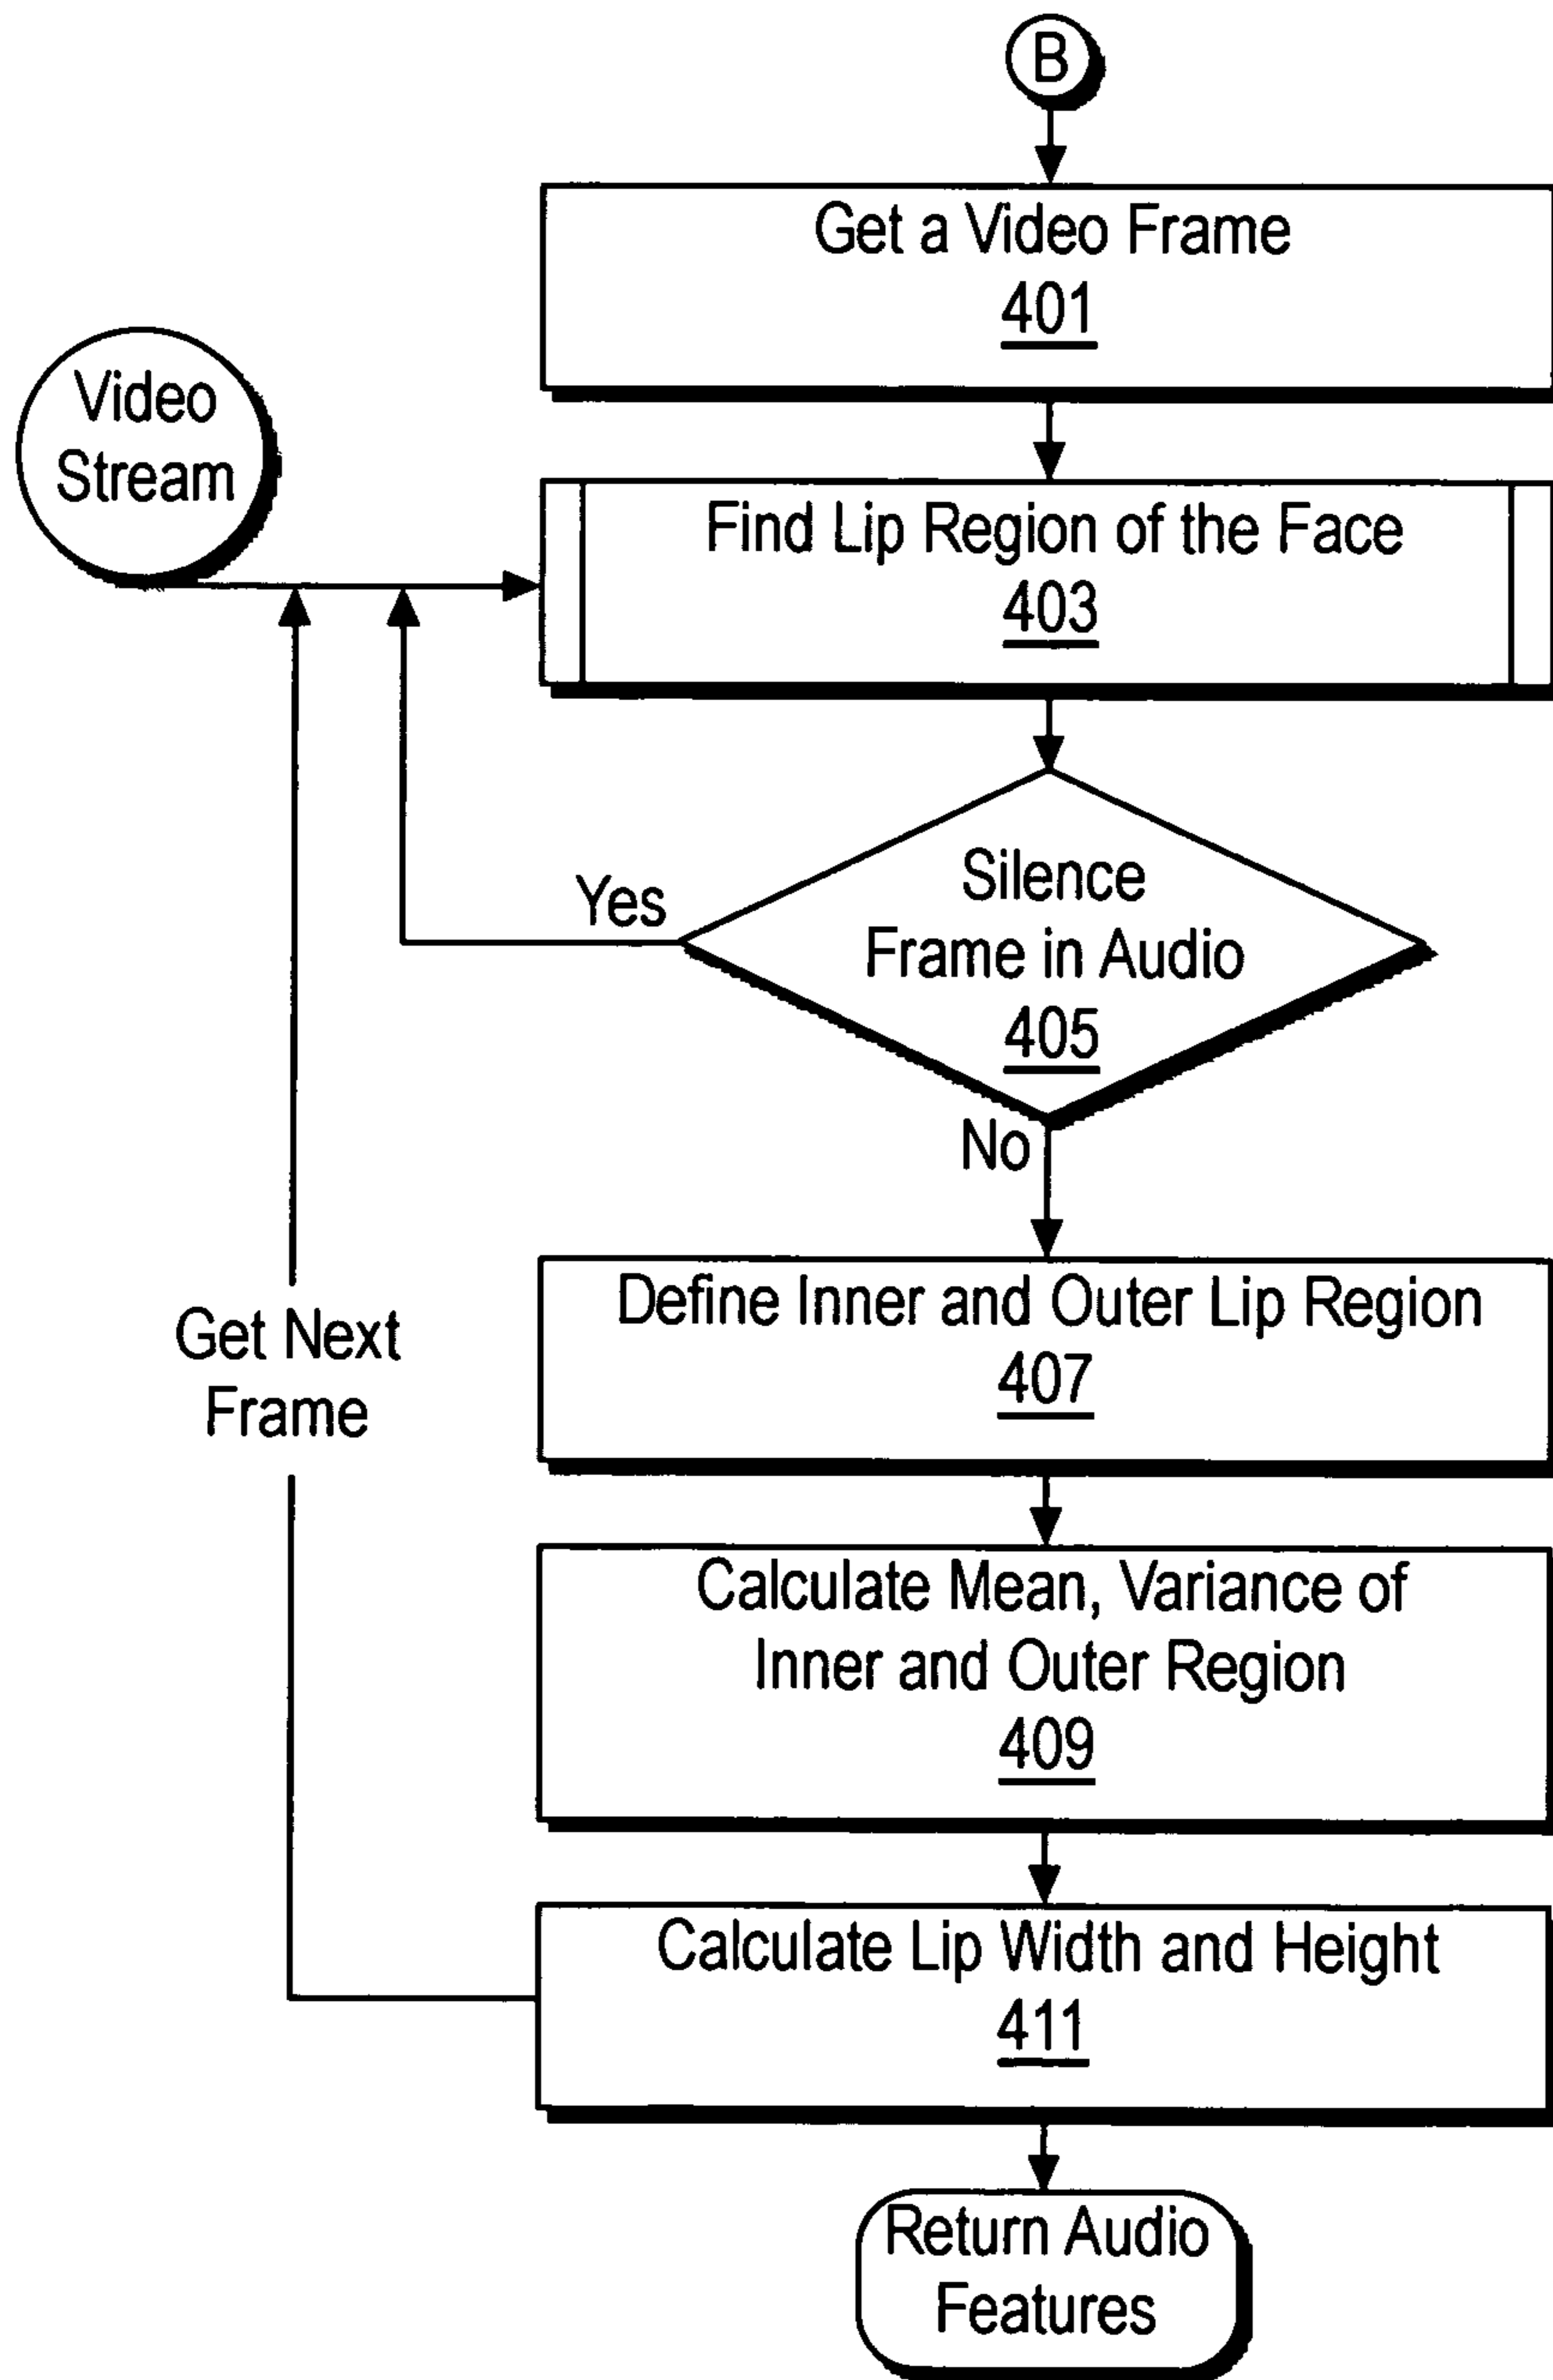 B
Get a Video Frame
401
Video
Stream
Find Lip Region of the Face
403
Silence
Frame in Audio
405
Yes
No
Define Inner and Outer Lip Region
407
Get Next
Frame
Calculate Mean, Variance of
Inner and Outer Region
409
Calculate Lip Width and Height
411
Return Audio
Features